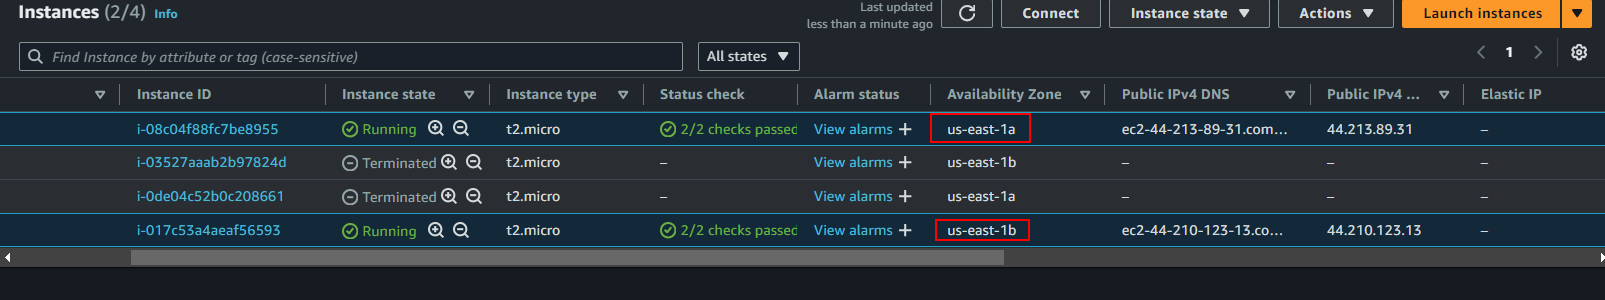 Instances (2/4) Info
Last updated
less than a minute ago
Connect
Instance state
Actions
Launch instances
Find Instance by attribute or tag (case-sensitive)
All states
1
Instance ID Instance state Instance type Status check Alarm status Availability Zone Public IPv4 DNS Public IPv4 ... Elastic IP
i-08c04f88fc7be8955 Running t2.micro 2/2 checks passed View alarms + us-east-1a ec2-44-213-89-31.com... 44.213.89.31 –
i-03527aaab2b97824d Terminated t2.micro – View alarms + us-east-1b – – –
i-0de04c52b0c208661 Terminated t2.micro – View alarms + us-east-1a – – –
i-017c53a4aeaf56593 Running t2.micro 2/2 checks passed View alarms + us-east-1b ec2-44-210-123-13.co... 44.210.123.13 –